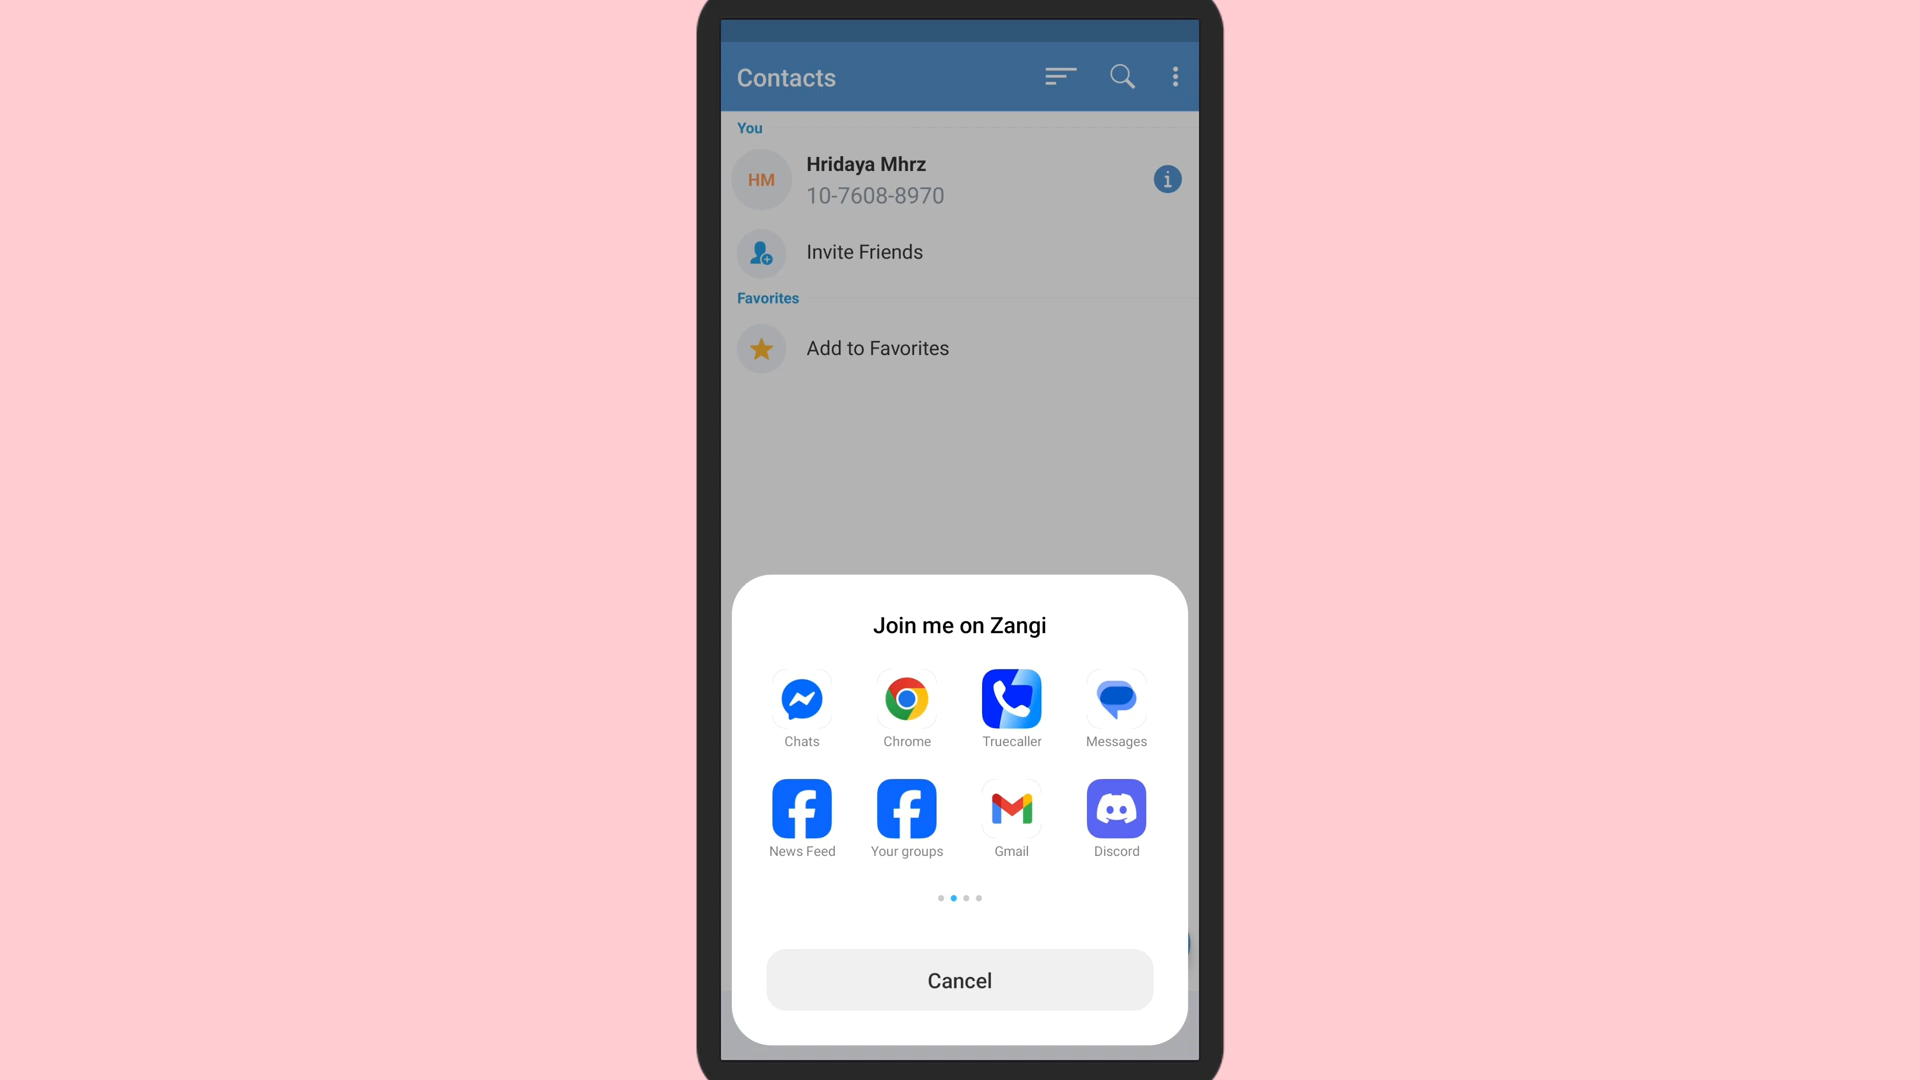 Contacts
You
HM
Hridaya Mhrz
10-7608-8970
Invite Friends
Favorites
Add to Favorites
Join me on Zangi
Chats Chrome Truecaller Messages
News Feed Your groups Gmail Discord
Cancel